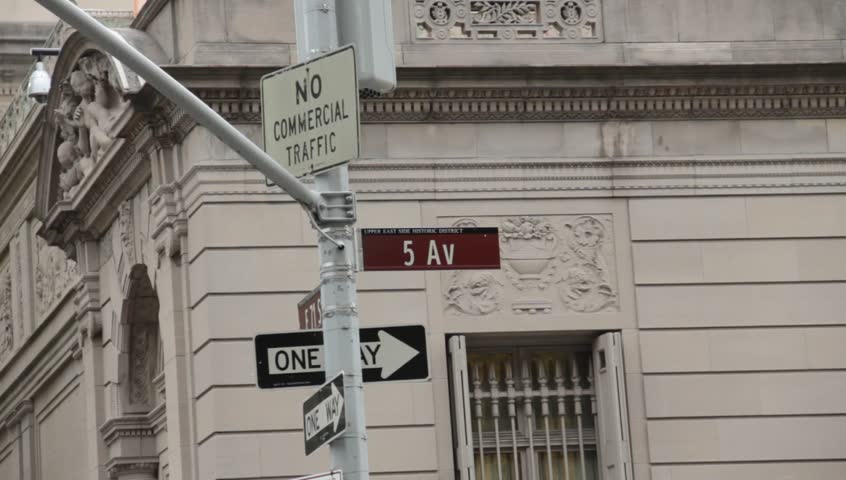 NO
COMMERCIAL
TRAFFIC
UPPER EAST SIDE HISTORIC DISTRICT
5 Av
ONE WAY
ONE WAY